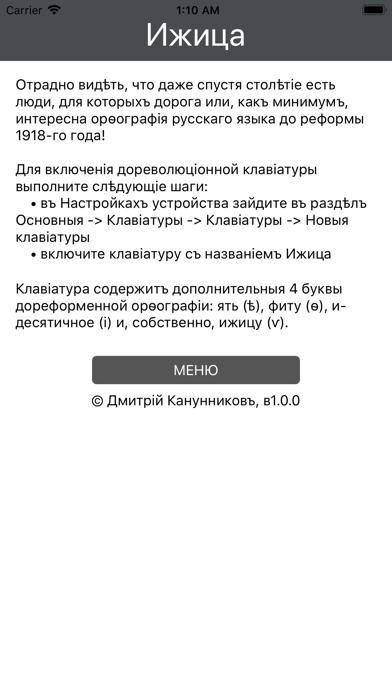 Carrier 1:10 AM
Ижица
Отрадно видѣть, что даже спустя столѣтіе есть
люди, для которыхъ дорога или, какъ минимумъ,
интересна орѳографія русскаго языка до реформы
1918-го года!
Для включенія дореволюціонной клавіатуры
выполните слѣдующіе шаги:
• въ Настройкахъ устройства зайдите въ раздѣлъ
Основныя -> Клавіатуры -> Клавіатуры -> Новыя
клавіатуры
• включите клавіатуру съ названіемъ Ижица
Клавіатура содержитъ дополнительныя 4 буквы
дореформенной орѳографіи: ять (ѣ), фиту (ѳ), и-
десятичное (і) и, собственно, ижицу (ѵ).
МЕНЮ
© Дмитрій Канунниковъ, в1.0.0